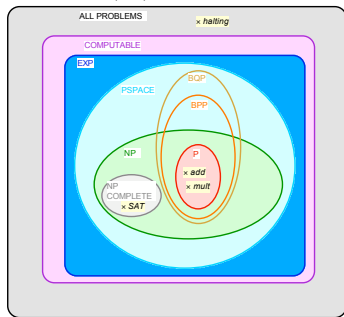 ALL PROBLEMS
× halting
COMPUTABLE
EXP
BQP
PSPACE
BPP
NP
P
× add
× mult
NP
COMPLETE
× SAT